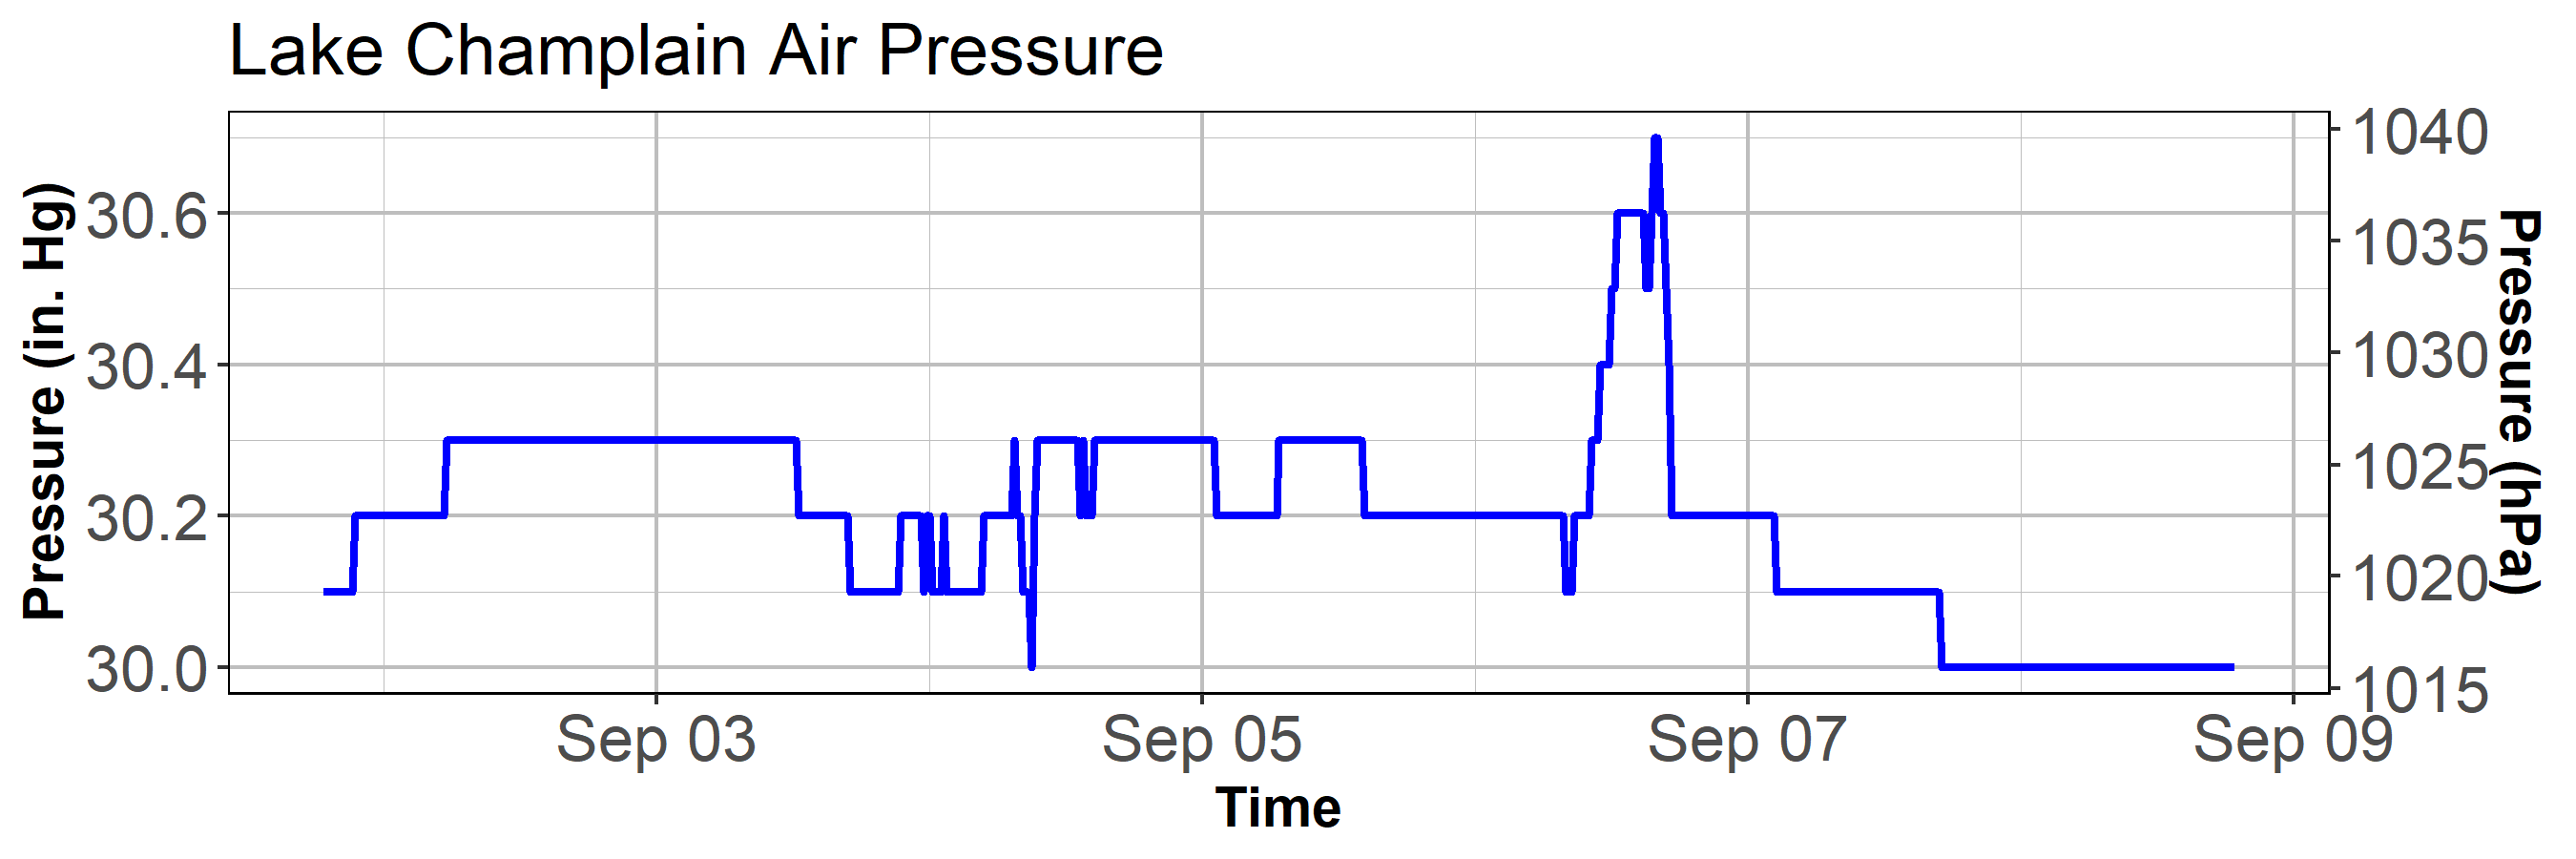 Lake Champlain Air Pressure
Pressure (in. Hg)
30.6
30.4
30.2
30.0
1040
1035
1030
1025
1020
1015
Pressure (hPa)
Sep 03 Sep 05 Sep 07 Sep 09
Time